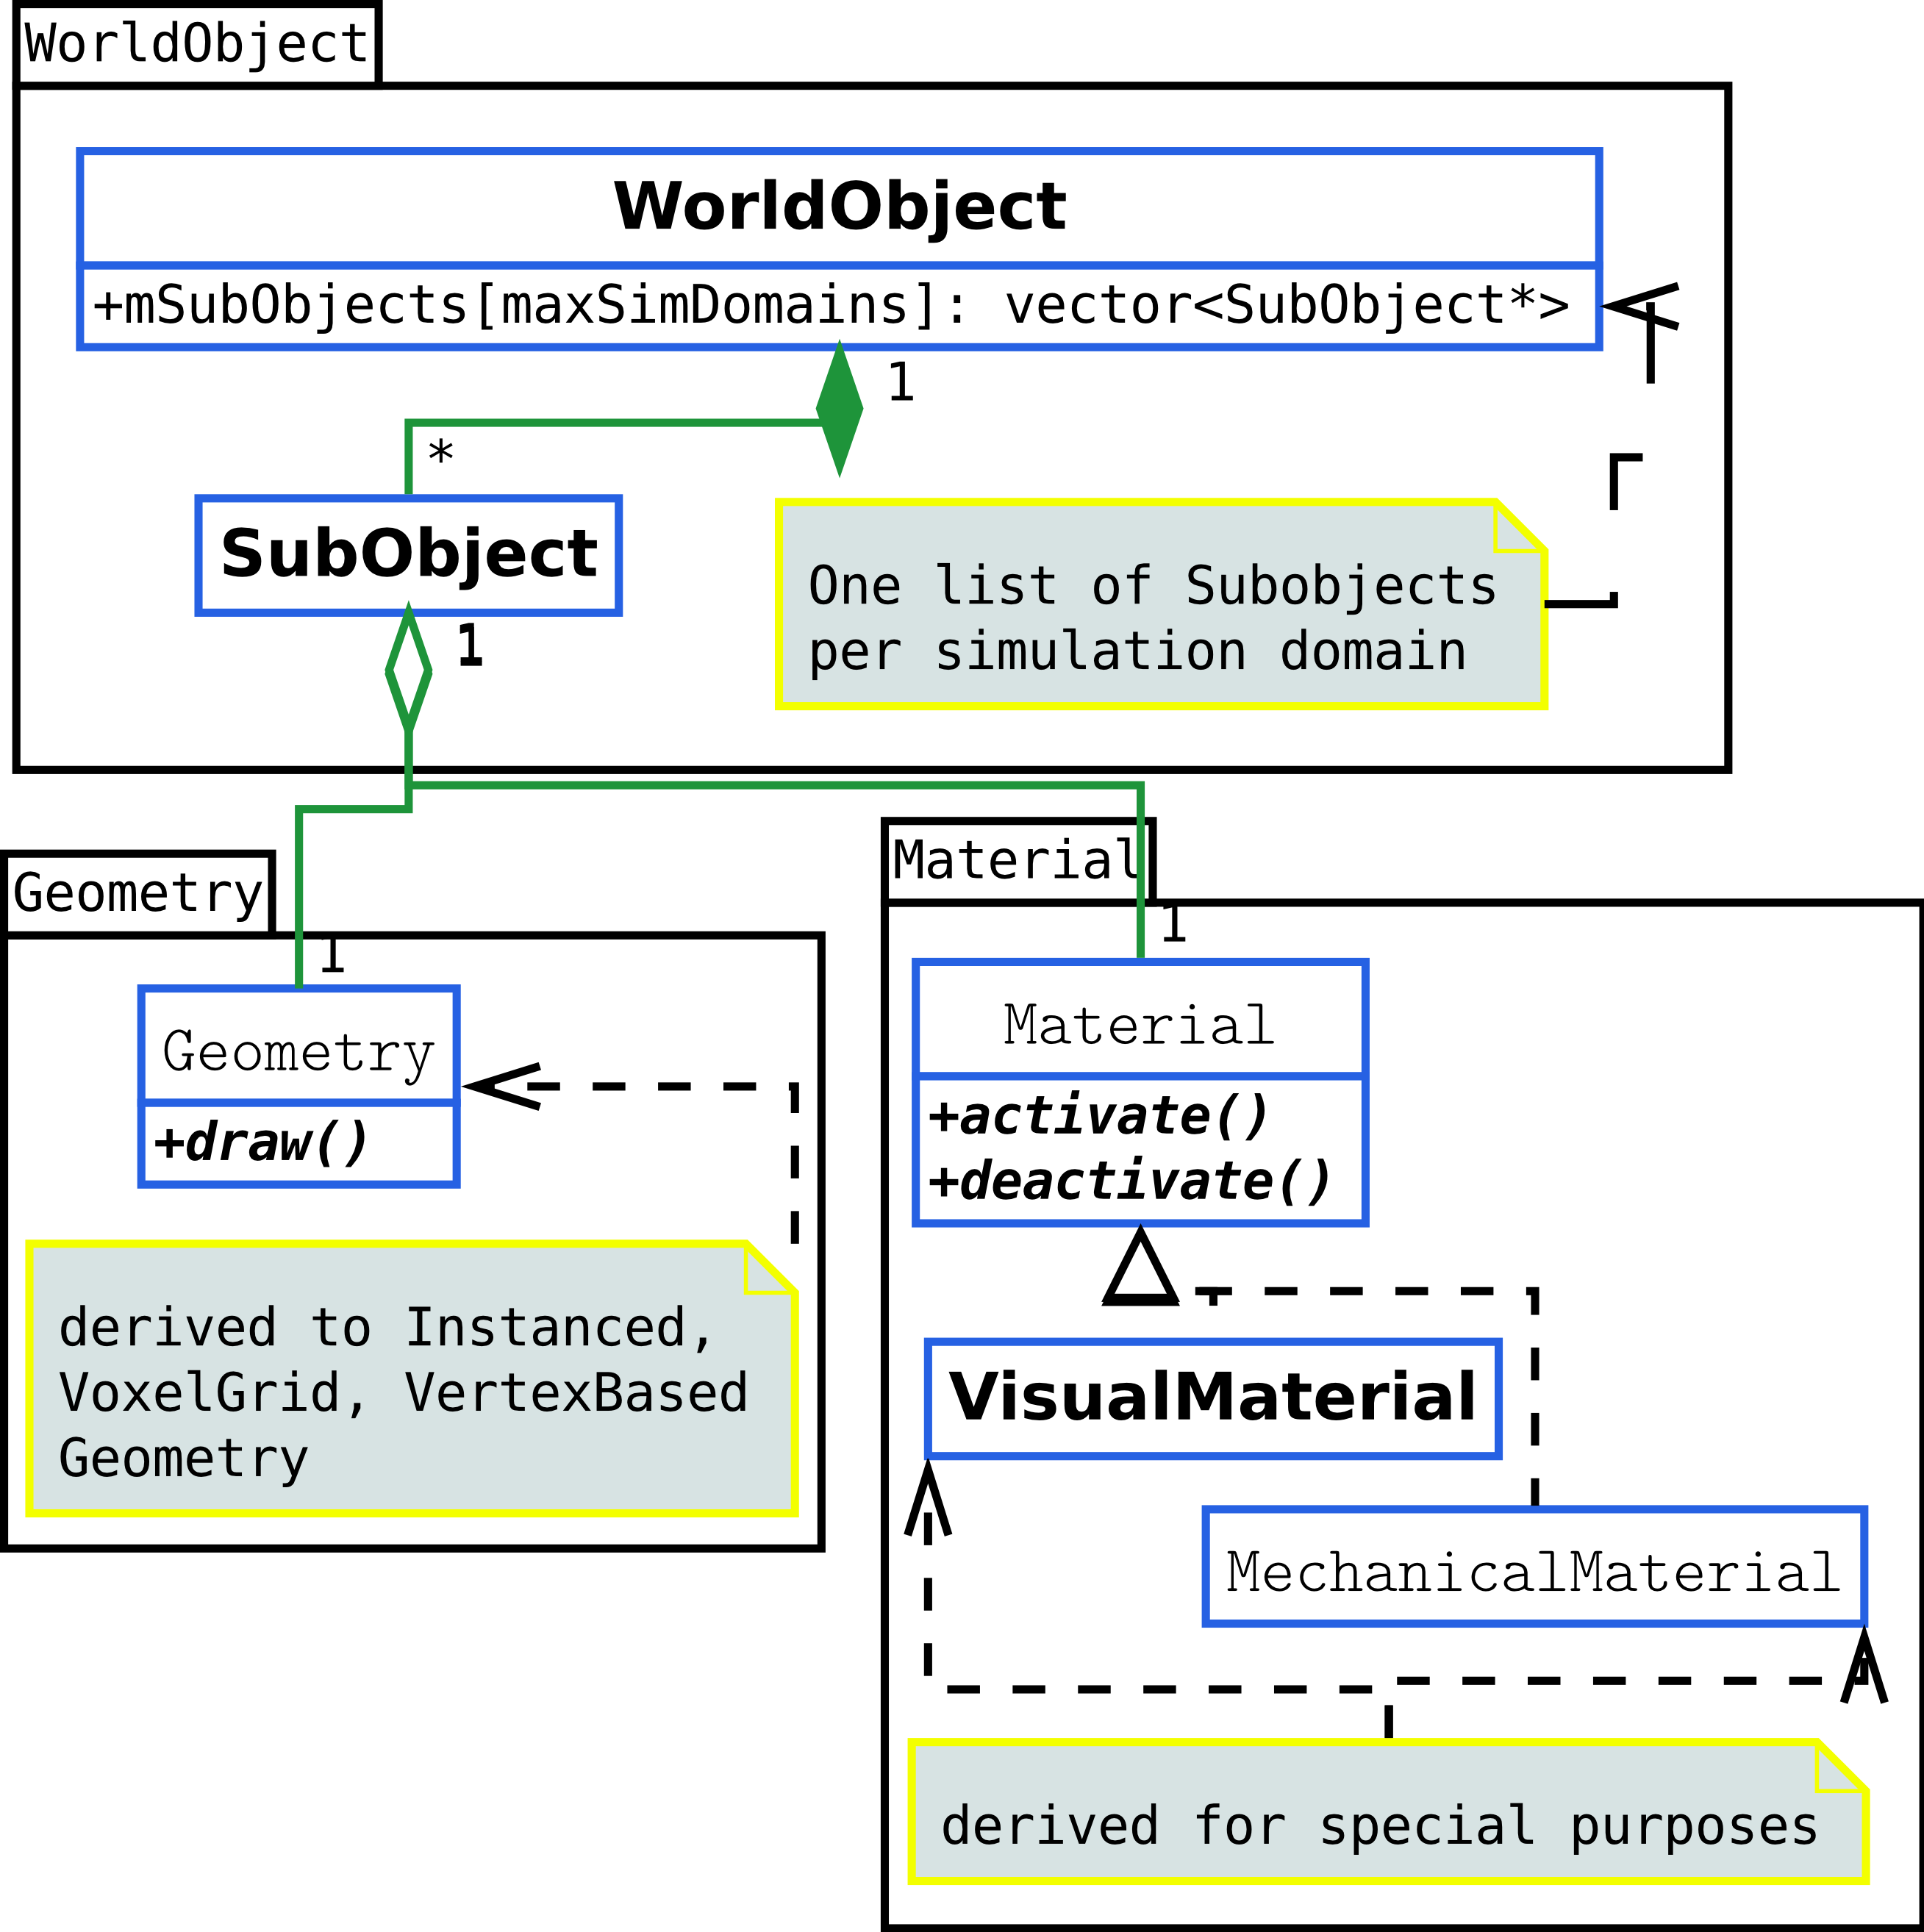 WorldObject
WorldObject
+mSubObjects[maxSimDomains]: vector<SubObject*>
1
*
SubObject
1
One list of Subobjects
per simulation domain
Geometry
1
Geometry
+draw()
derived to Instanced,
VoxelGrid, VertexBased
Geometry
Material
1
Material
+activate()
+deactivate()
VisualMaterial
MechanicalMaterial
derived for special purposes